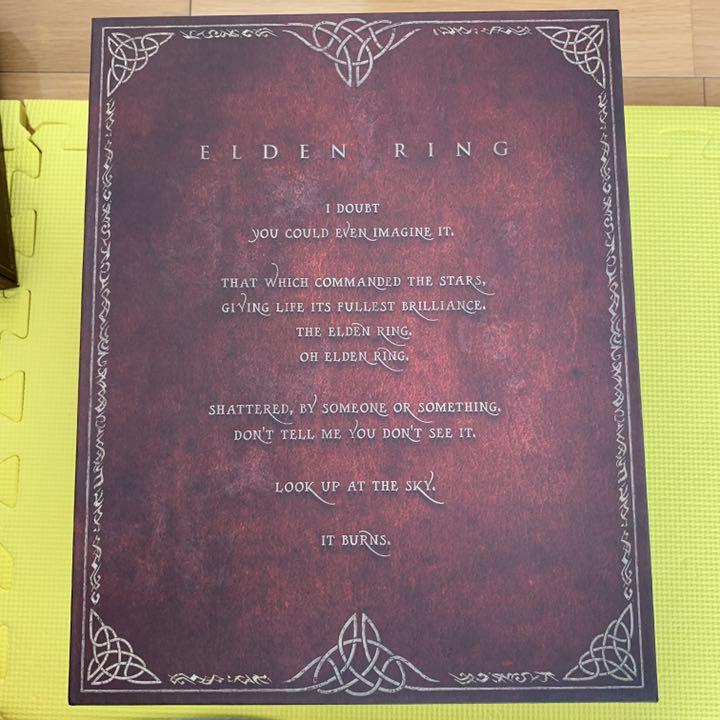 ELDEN RING
I DOUBT
YOU COULD EVEN IMAGINE IT.
THAT WHICH COMMANDED THE STARS,
GIVING LIFE ITS FULLEST BRILLIANCE.
THE ELDEN RING.
OH ELDEN RING.
SHATTERED, BY SOMEONE OR SOMETHING.
DON'T TELL ME YOU DON'T SEE IT.
LOOK UP AT THE SKY.
IT BURNS.